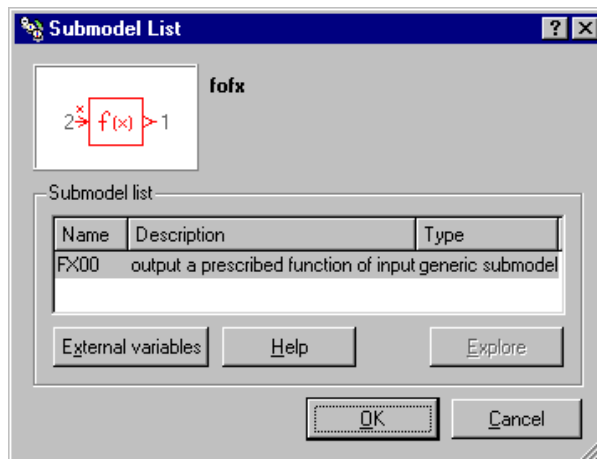 Submodel List
fofx
x
2 f(x) 1
Submodel list
Name Description Type
FX00 output a prescribed function of input generic submodel
External variables Help Explore
OK Cancel